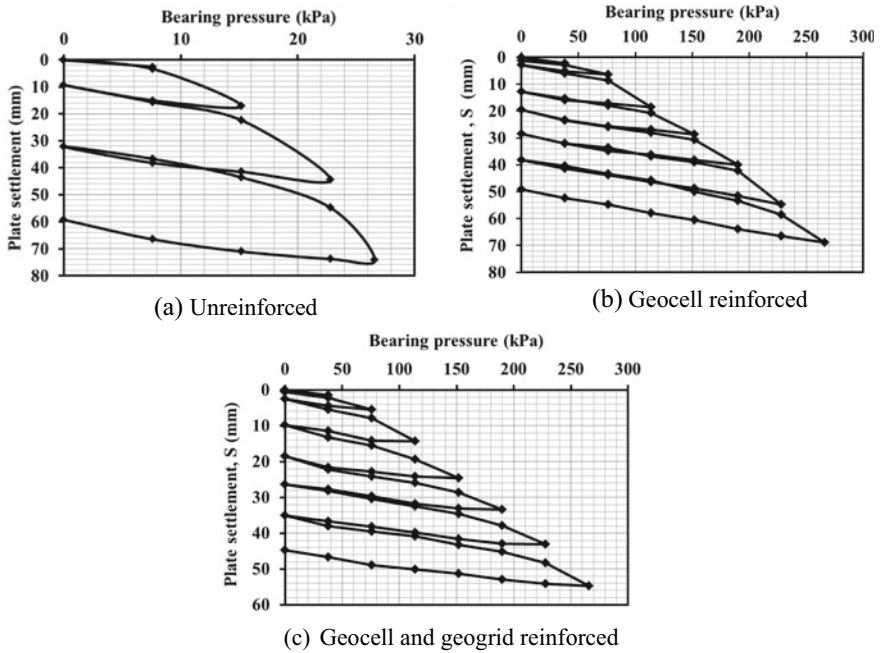 Bearing pressure (kPa)
0 10 20 30
0
10
20
30
40
50
60
70
80
Plate settlement (mm)
(a) Unreinforced
Bearing pressure (kPa)
0 50 100 150 200 250 300
0
10
20
30
40
50
60
70
80
Plate settlement , S (mm)
(b) Geocell reinforced
Bearing pressure (kPa)
0 50 100 150 200 250 300
0
10
20
30
40
50
60
Plate settlement, S (mm)
(c) Geocell and geogrid reinforced